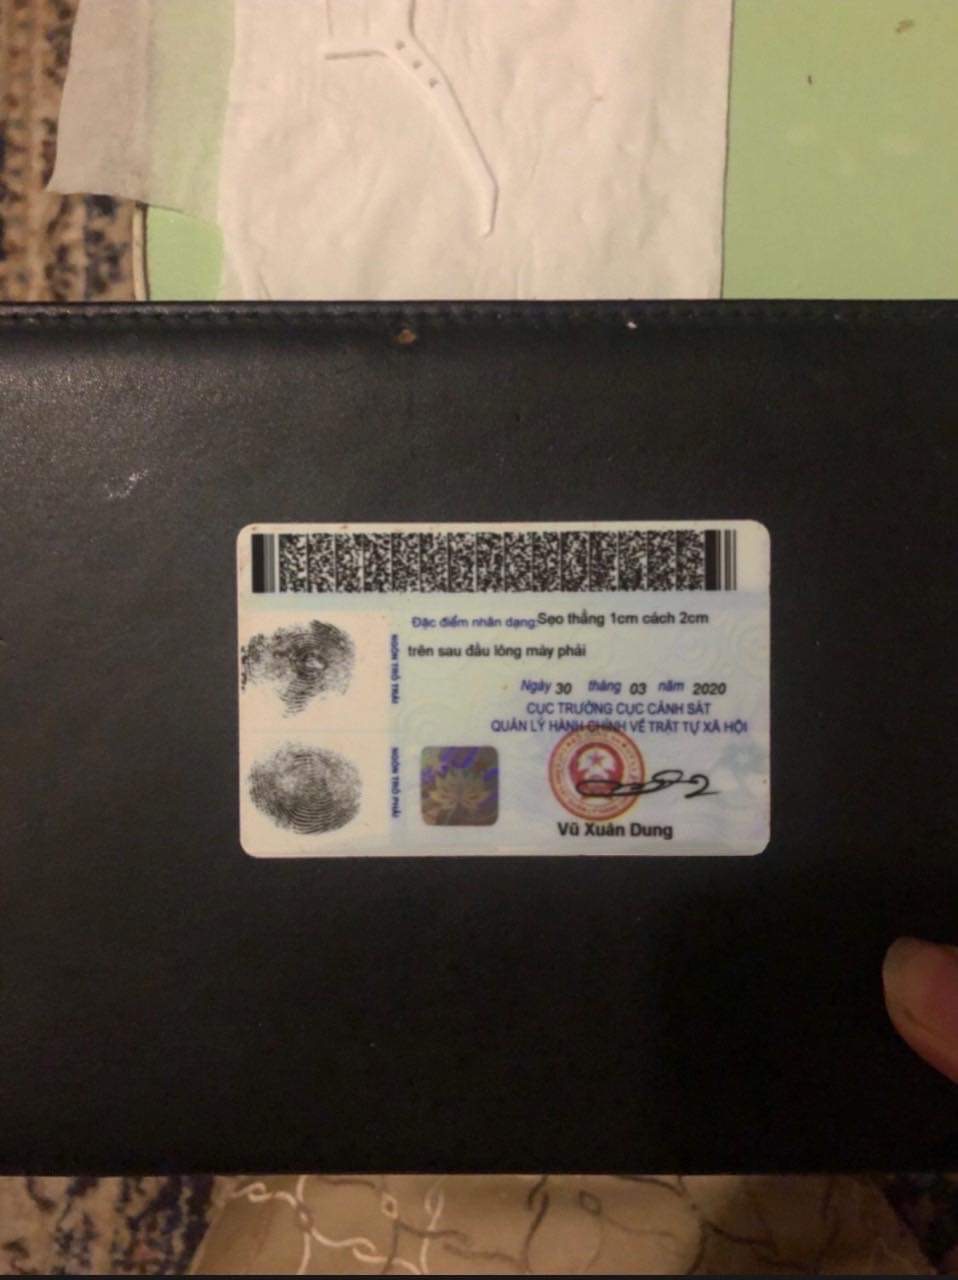 Đặc điểm nhân dạng: Sẹo thẳng 1cm cách 2cm
trên sau đầu lông mày phải
Ngày 30 tháng 03 năm 2020
CỤC TRƯỞNG CỤC CẢNH SÁT
QUẢN LÝ HÀNH CHÍNH VỀ TRẬT TỰ XÃ HỘI
NGÓN TRỎ TRÁI
NGÓN TRỎ PHẢI
Vũ Xuân Dung